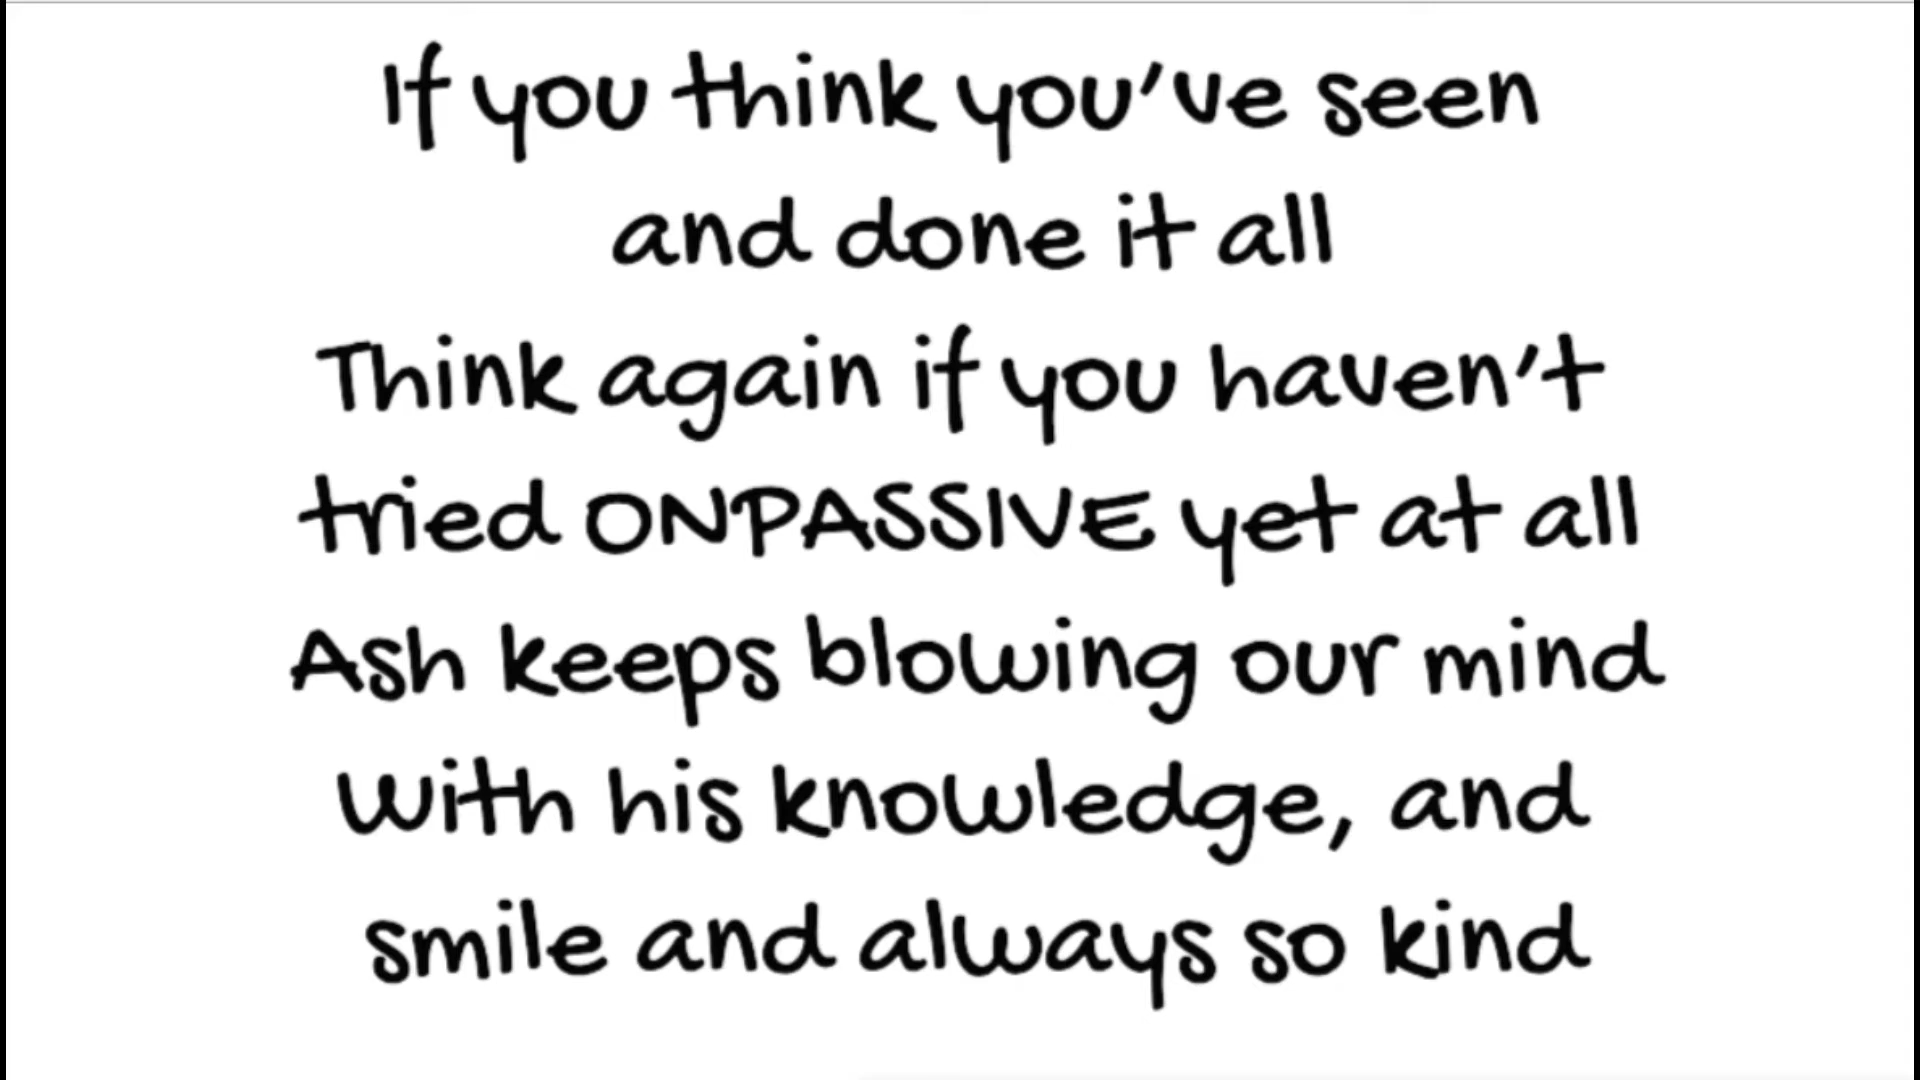 If you think you've seen
and done it all
Think again if you haven't
tried ONPASSIVE yet at all
Ash keeps blowing our mind
With his knowledge, and
smile and always so kind